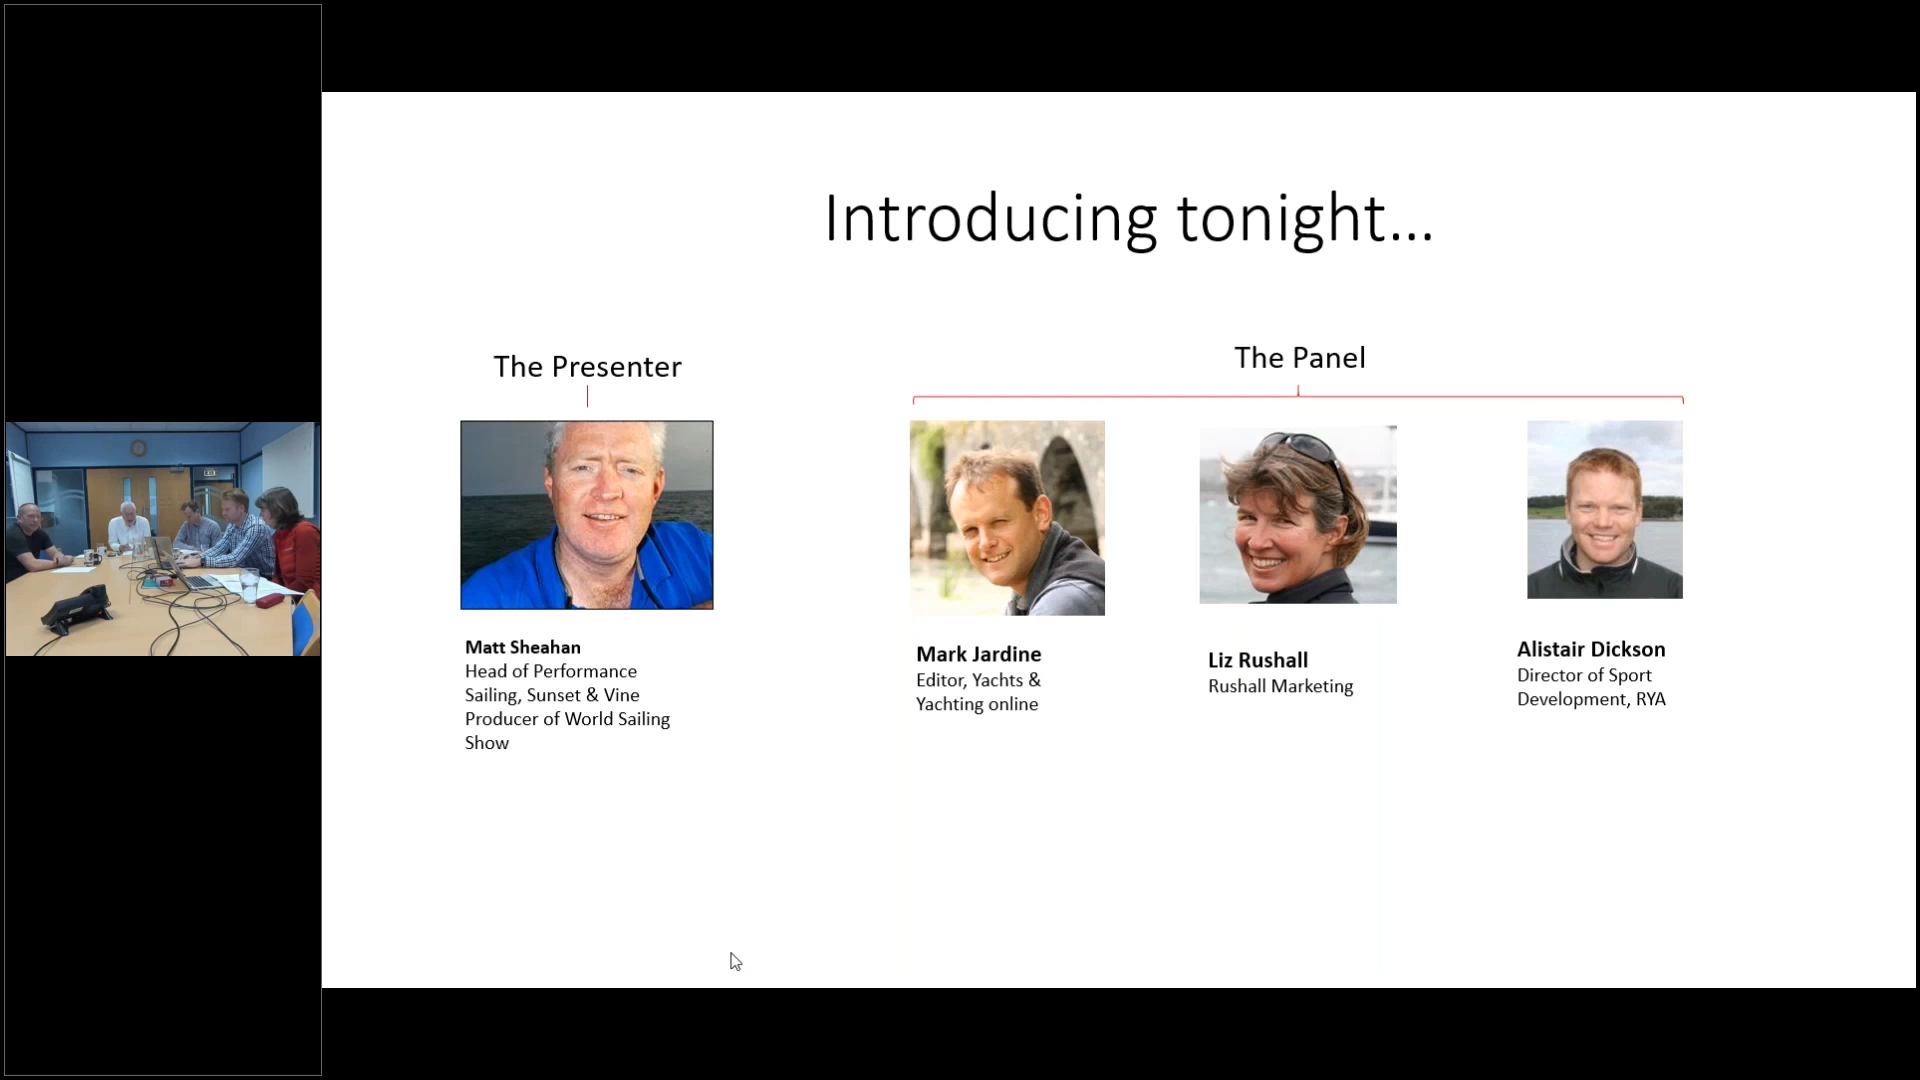 Introducing tonight...
The Presenter
The Panel
Matt Sheahan
Head of Performance
Sailing, Sunset & Vine
Producer of World Sailing
Show
Mark Jardine
Editor, Yachts &
Yachting online
Liz Rushall
Rushall Marketing
Alistair Dickson
Director of Sport
Development, RYA